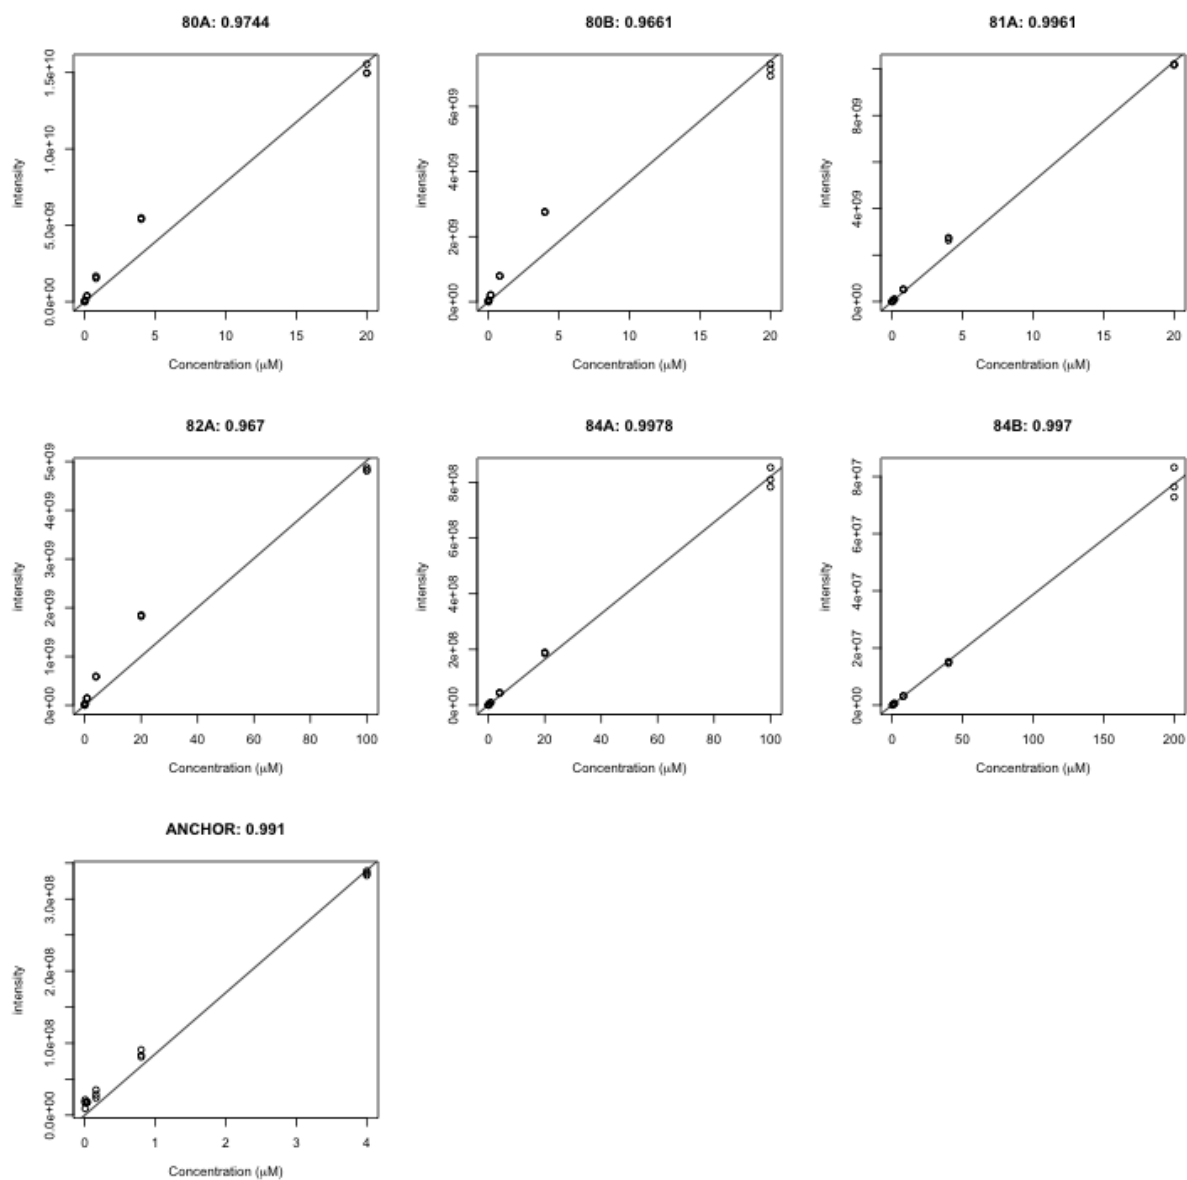 80A: 0.9744
intensity
0.0e+00 5.0e+09 1.0e+10 1.5e+10
0 5 10 15 20
Concentration (μM)
80B: 0.9661
intensity
0e+00 2e+09 4e+09 6e+09
0 5 10 15 20
Concentration (μM)
81A: 0.9961
intensity
0e+00 4e+09 8e+09
0 5 10 15 20
Concentration (μM)
82A: 0.967
intensity
0e+00 1e+09 2e+09 3e+09 4e+09 5e+09
0 20 40 60 80 100
Concentration (μM)
84A: 0.9978
intensity
0e+00 2e+08 4e+08 6e+08 8e+08
0 20 40 60 80 100
Concentration (μM)
84B: 0.997
intensity
0e+00 2e+07 4e+07 6e+07 8e+07
0 50 100 150 200
Concentration (μM)
ANCHOR: 0.991
intensity
0.0e+00 1.0e+08 2.0e+08 3.0e+08
0 1 2 3 4
Concentration (μM)